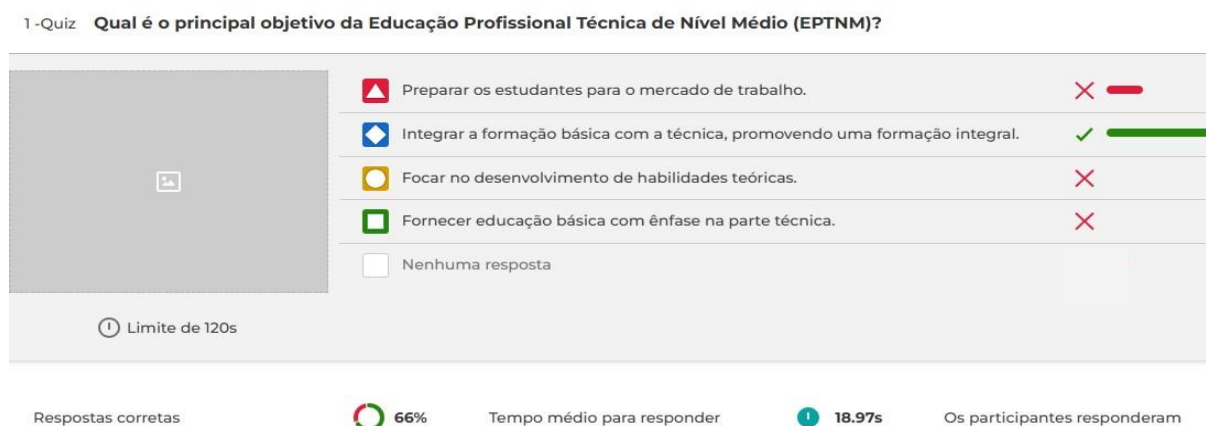 1 -Quiz Qual é o principal objetivo da Educação Profissional Técnica de Nível Médio (EPTNM)?
Preparar os estudantes para o mercado de trabalho.
Integrar a formação básica com a técnica, promovendo uma formação integral.
Focar no desenvolvimento de habilidades teóricas.
Fornecer educação básica com ênfase na parte técnica.
Nenhuma resposta
Limite de 120s
Respostas corretas 66% Tempo médio para responder 18.97s Os participantes responderam